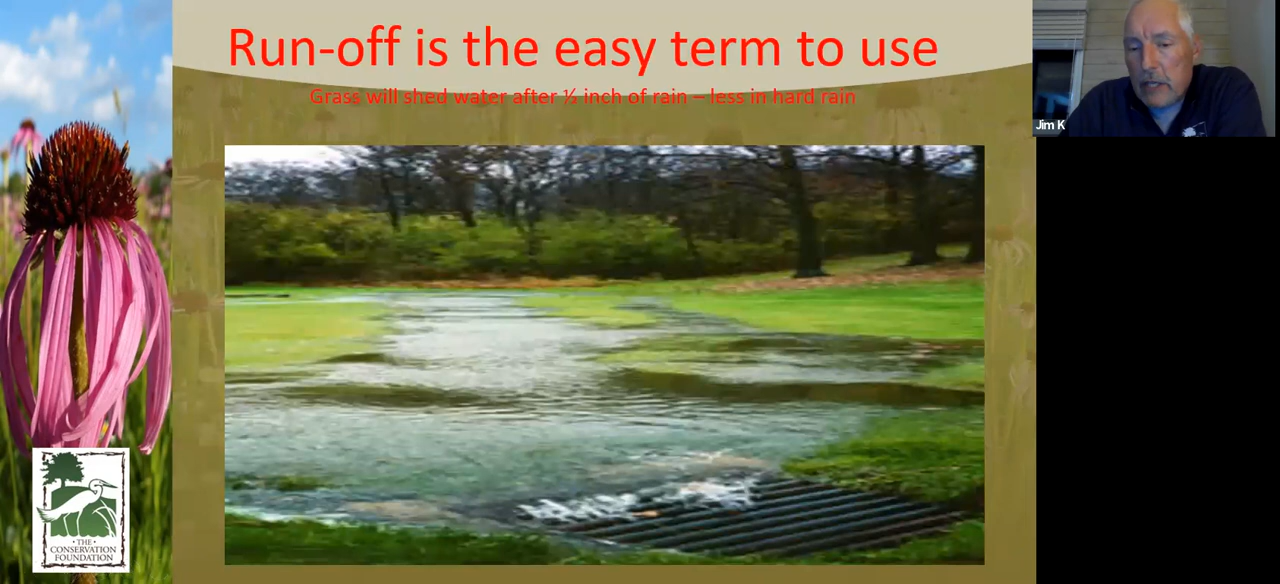 Run-off is the easy term to use
Grass will shed water after ½ inch of rain – less in hard rain
Jim K
• THE •
CONSERVATION
FOUNDATION